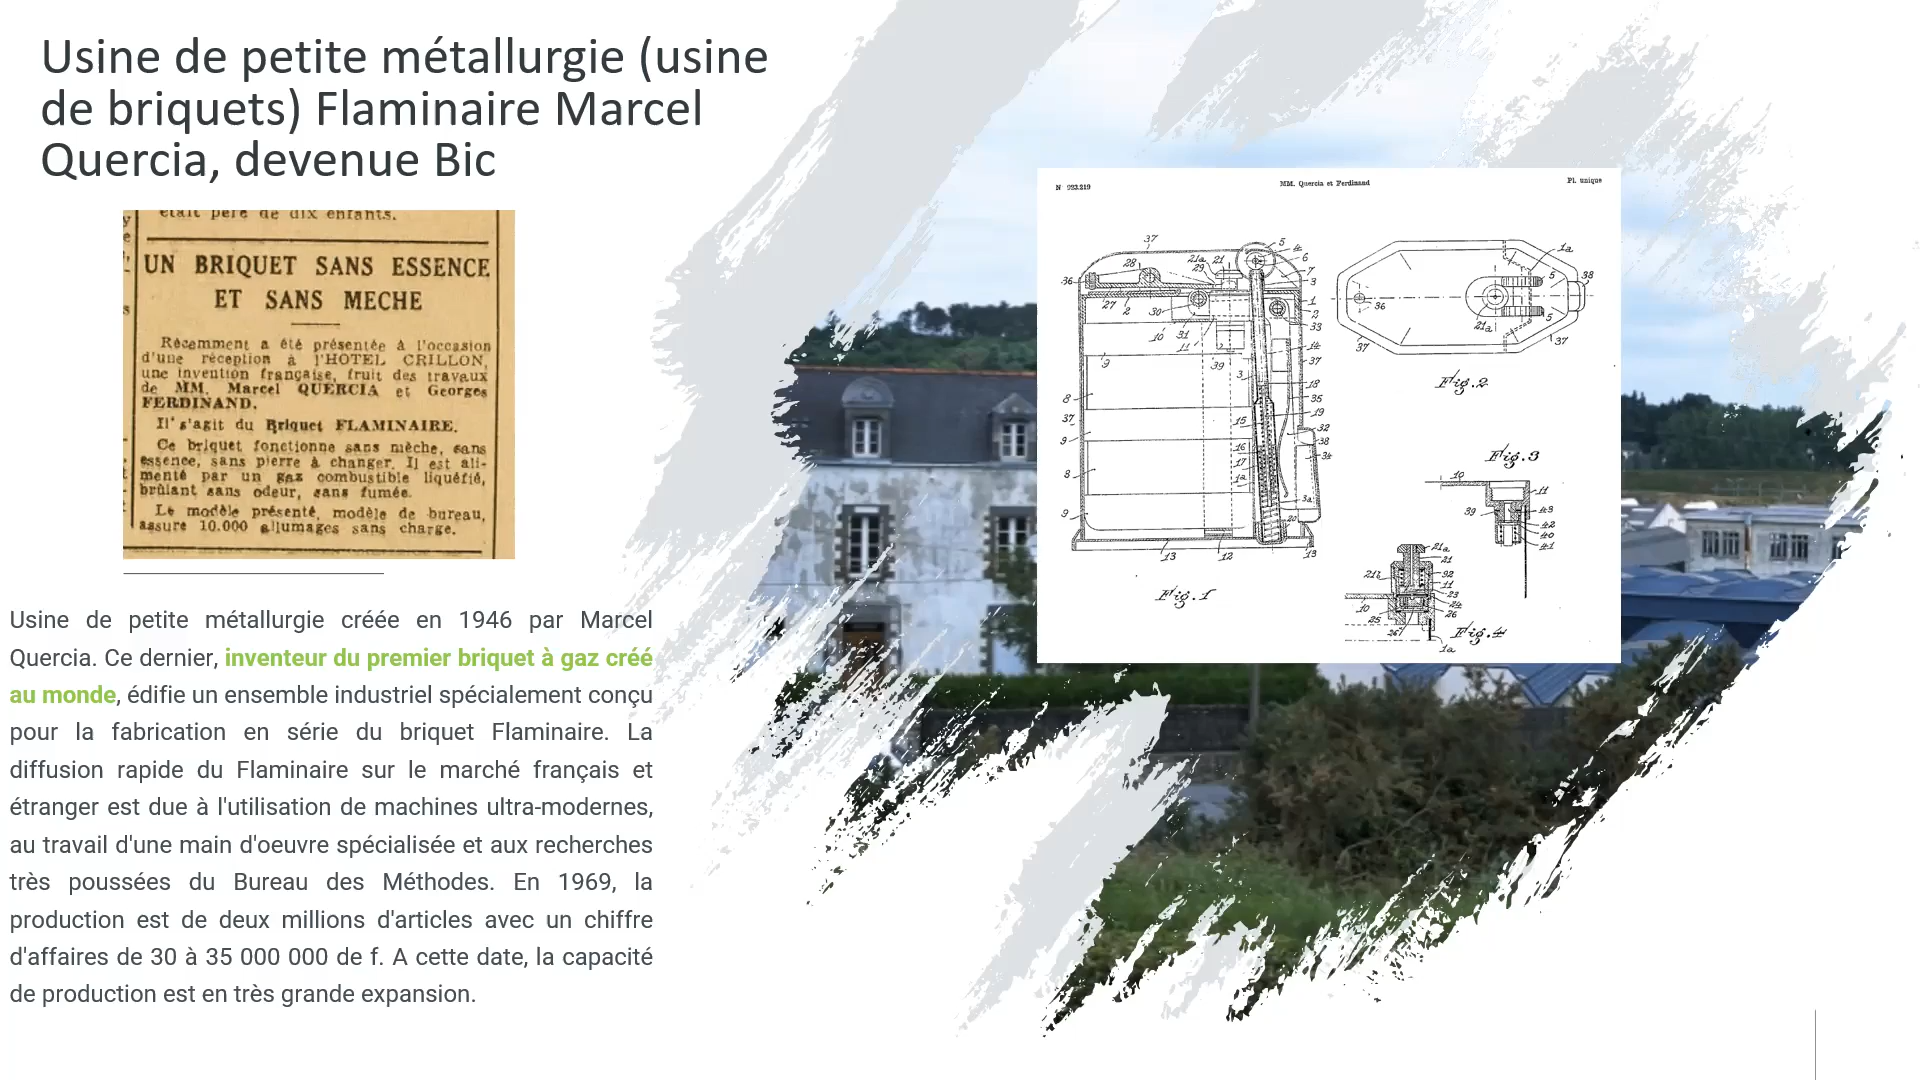 Usine de petite métallurgie (usine
de briquets) Flaminaire Marcel
Quercia, devenue Bic
était père de dix enfants.
UN BRIQUET SANS ESSENCE
ET SANS MECHE
Récemment a été présentée à l'occasion
d'une réception à l'HOTEL CRILLON,
une invention française, fruit des travaux
de MM. Marcel QUERCIA et Georges
FERDINAND.
Il s'agit du Briquet FLAMINAIRE.
Ce briquet fonctionne sans mèche, sans
essence, sans pierre à changer. Il est ali-
menté par un gaz combustible liquéfié,
brûlant sans odeur, sans fumée.
Le modèle présenté, modèle de bureau,
assure 10.000 allumages sans charge.
Usine de petite métallurgie créée en 1946 par Marcel
Quercia. Ce dernier, inventeur du premier briquet à gaz créé
au monde, édifie un ensemble industriel spécialement conçu
pour la fabrication en série du briquet Flaminaire. La
diffusion rapide du Flaminaire sur le marché français et
étranger est due à l'utilisation de machines ultra-modernes,
au travail d'une main d'oeuvre spécialisée et aux recherches
très poussées du Bureau des Méthodes. En 1969, la
production est de deux millions d'articles avec un chiffre
d'affaires de 30 à 35 000 000 de f. A cette date, la capacité
de production est en très grande expansion.
N° 993.219
MM. Quercia et Ferdinand
Pl. unique
Fig.1
Fig.2
Fig.3
Fig.4